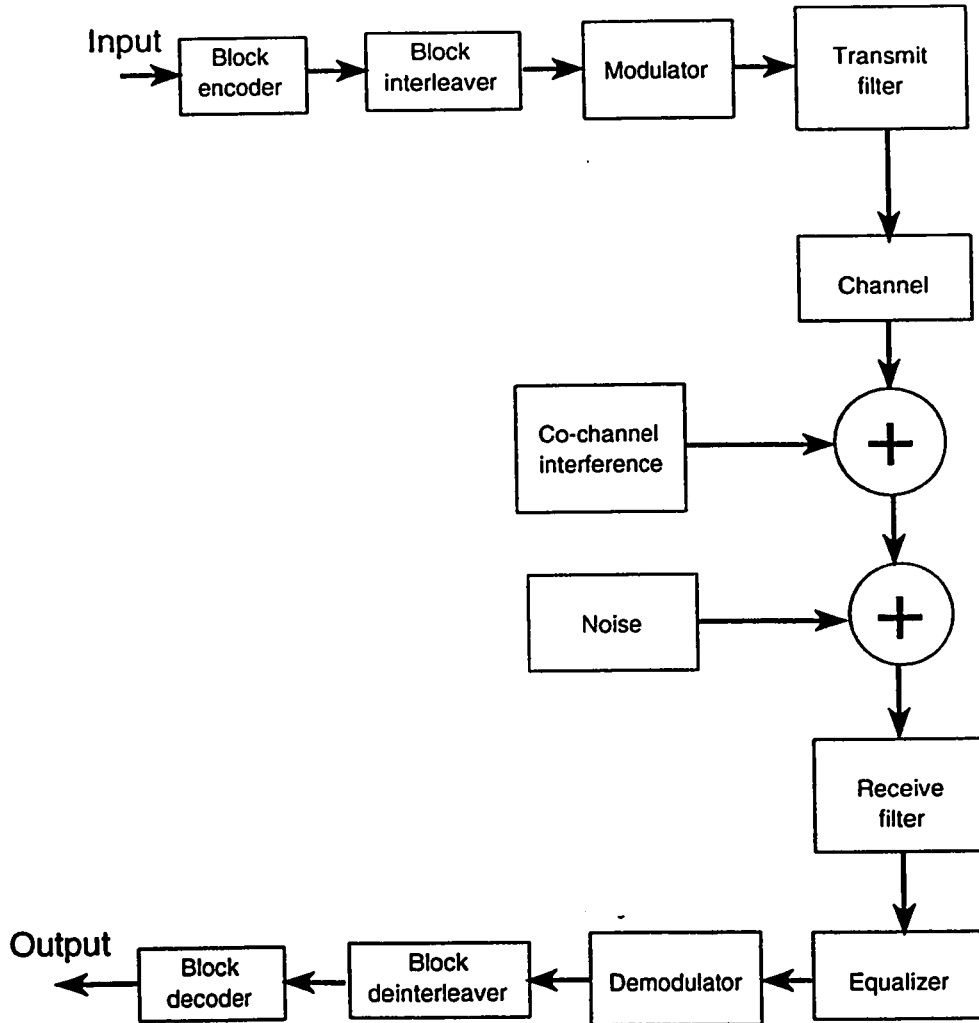 Input
Block
encoder
Block
interleaver
Modulator
Transmit
filter
Channel
+
Co-channel
interference
+
Noise
Receive
filter
Equalizer
Demodulator
Block
deinterleaver
Block
decoder
Output